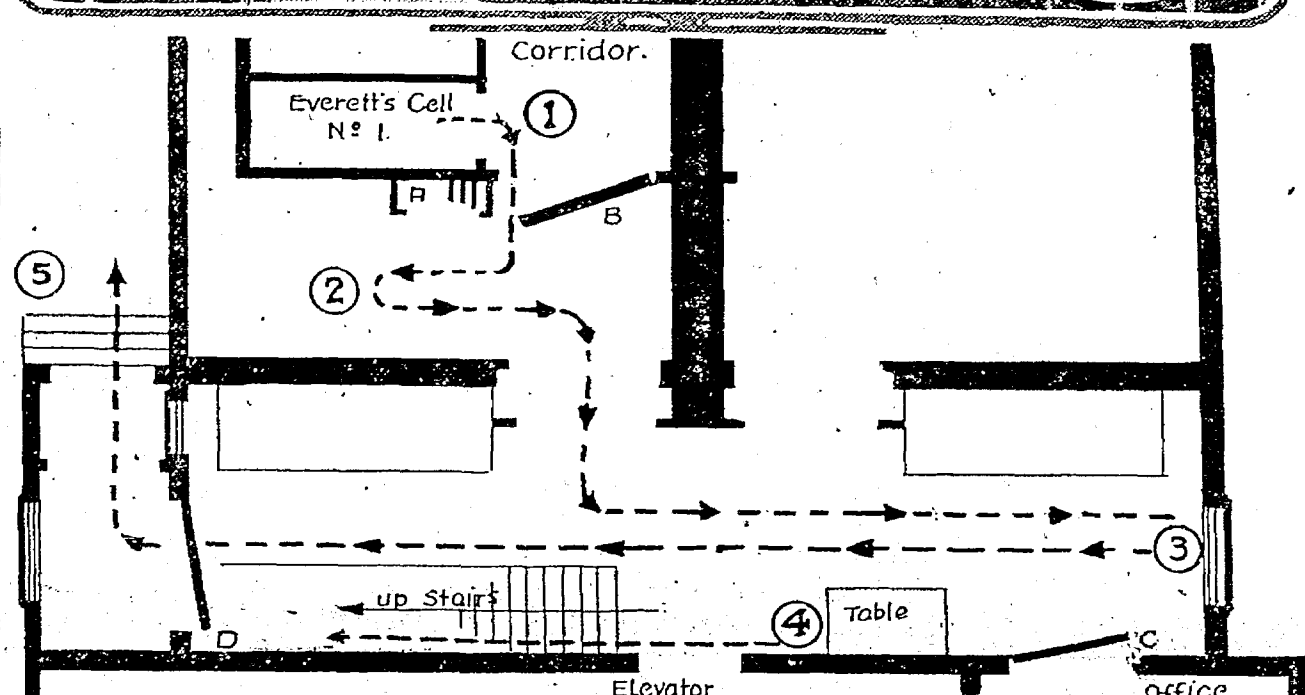 Corridor.
Everett's Cell
Nº 1.
1
A
B
5
2
3
up Stairs
4
Table
D
C
Elevator
office